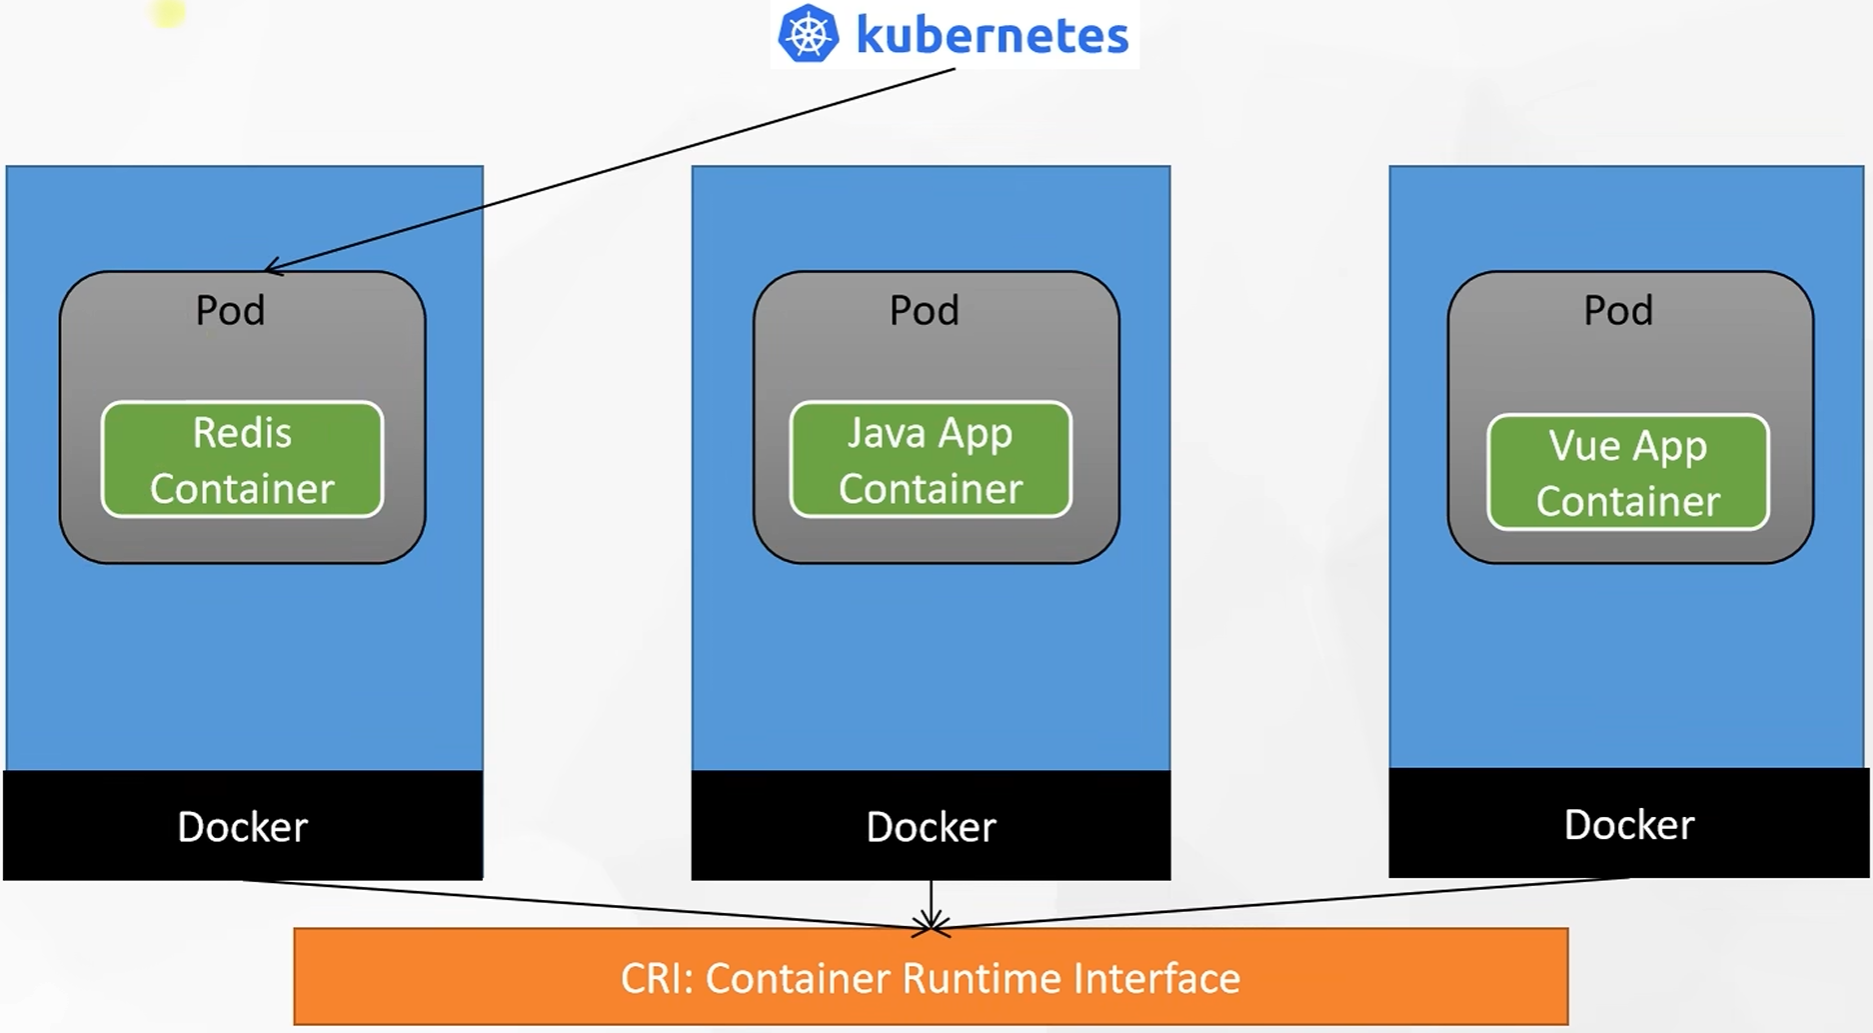 kubernetes
Pod
Redis
Container
Pod
Java App
Container
Pod
Vue App
Container
Docker
Docker
Docker
CRI: Container Runtime Interface